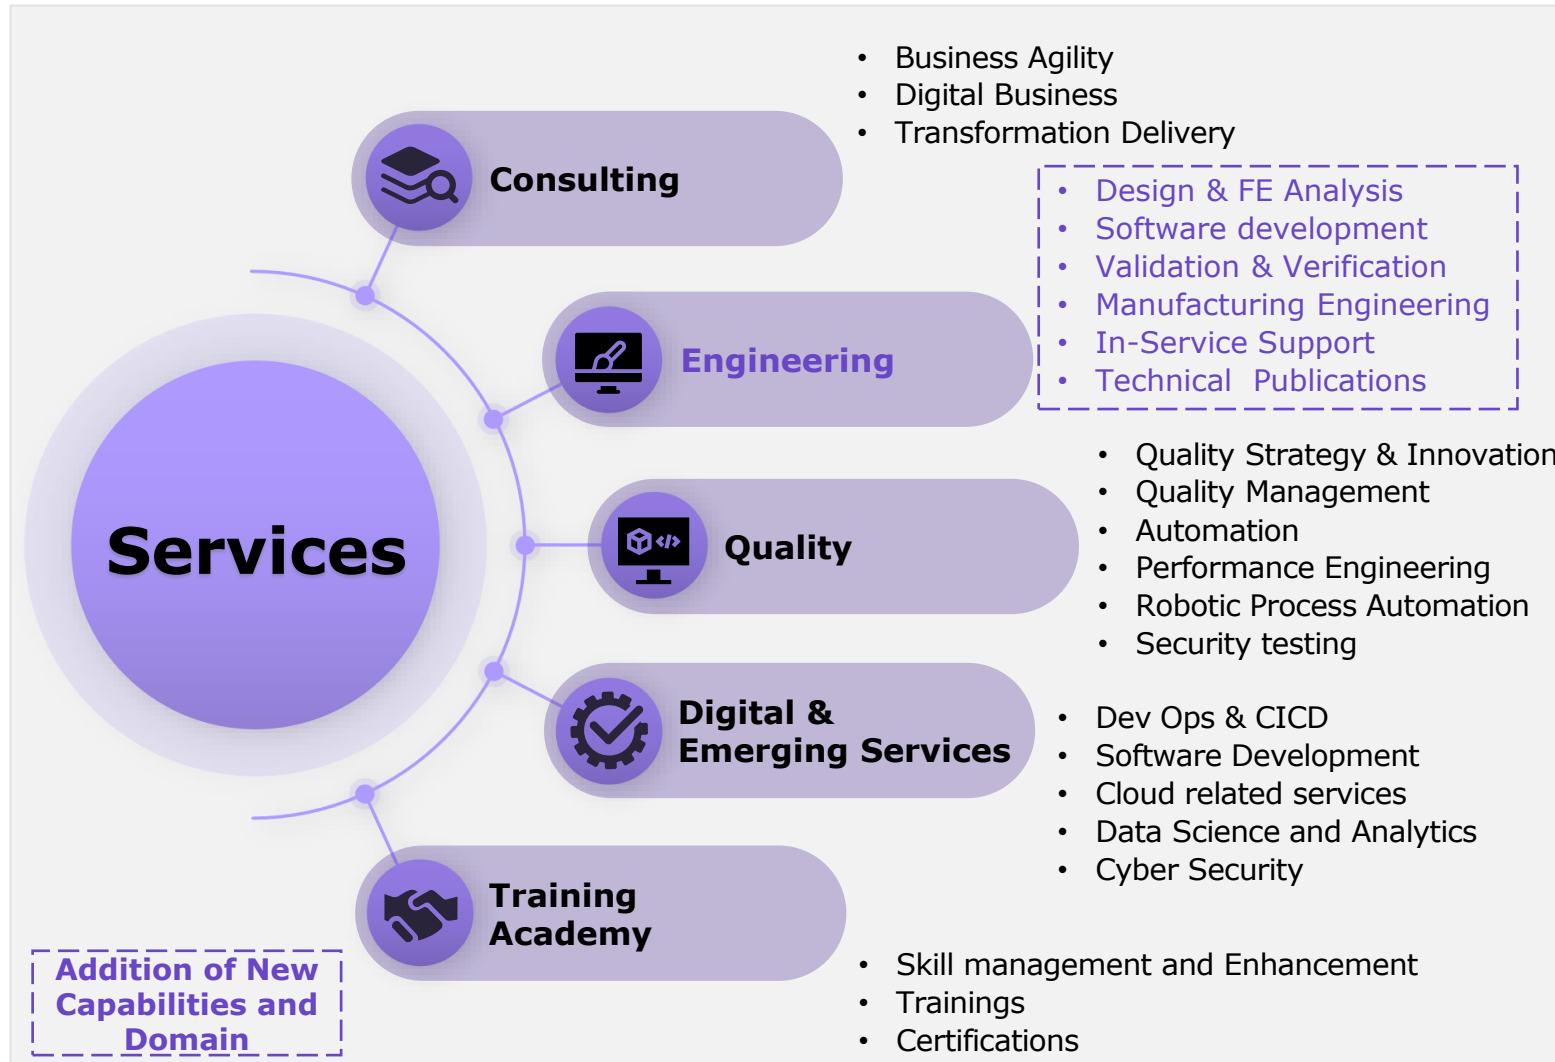 Services
Consulting
• Business Agility
• Digital Business
• Transformation Delivery
Engineering
• Design & FE Analysis
• Software development
• Validation & Verification
• Manufacturing Engineering
• In-Service Support
• Technical  Publications
Quality
• Quality Strategy & Innovation
• Quality Management
• Automation
• Performance Engineering
• Robotic Process Automation
• Security testing
Digital &
Emerging Services
• Dev Ops & CICD
• Software Development
• Cloud related services
• Data Science and Analytics
• Cyber Security
Training
Academy
• Skill management and Enhancement
• Trainings
• Certifications
Addition of New
Capabilities and
Domain